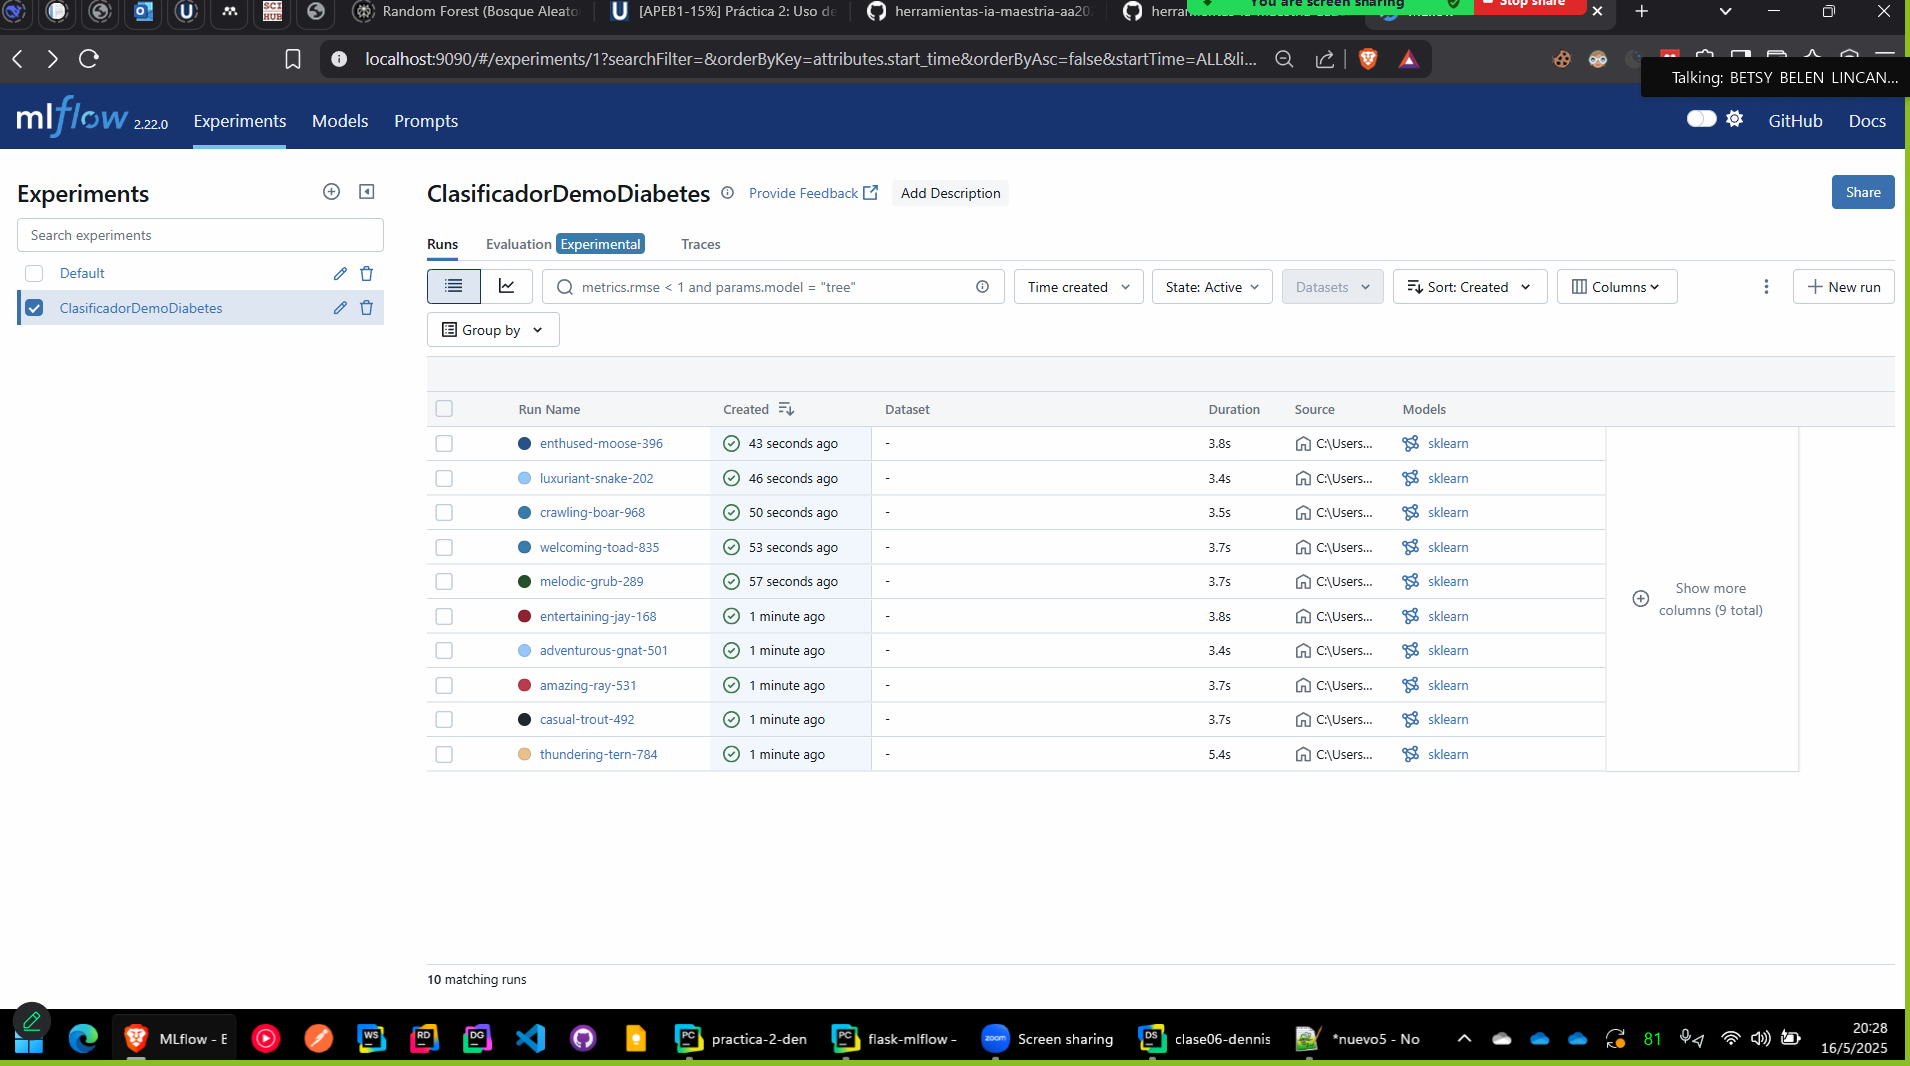 Random Forest (Bosque Aleato
[APEB1-15%] Práctica 2: Uso de
herramientas-ia-maestria-aa202
You are screen sharing
Stop share
localhost:9090/#/experiments/1?searchFilter=&orderByKey=attributes.start_time&orderByAsc=false&startTime=ALL&li...
Talking: BETSY BELEN LINCAN...
mlflow 2.22.0
Experiments
Models
Prompts
GitHub
Docs
Experiments
Search experiments
Default
ClasificadorDemoDiabetes
ClasificadorDemoDiabetes
Provide Feedback
Add Description
Share
Runs
Evaluation Experimental
Traces
metrics.rmse < 1 and params.model = "tree"
Time created
State: Active
Datasets
Sort: Created
Columns
New run
Group by
Run Name Created Dataset Duration Source Models
enthused-moose-396 43 seconds ago - 3.8s C:\Users... sklearn
luxuriant-snake-202 46 seconds ago - 3.4s C:\Users... sklearn
crawling-boar-968 50 seconds ago - 3.5s C:\Users... sklearn
welcoming-toad-835 53 seconds ago - 3.7s C:\Users... sklearn
melodic-grub-289 57 seconds ago - 3.7s C:\Users... sklearn
entertaining-jay-168 1 minute ago - 3.8s C:\Users... sklearn
adventurous-gnat-501 1 minute ago - 3.4s C:\Users... sklearn
amazing-ray-531 1 minute ago - 3.7s C:\Users... sklearn
casual-trout-492 1 minute ago - 3.7s C:\Users... sklearn
thundering-tern-784 1 minute ago - 5.4s C:\Users... sklearn
Show more
columns (9 total)
10 matching runs
MLflow - E
WS
RD
DG
PC
practica-2-den
PC
flask-mlflow -
zoom
Screen sharing
DS
clase06-dennis
*nuevo5 - No
81
20:28
16/5/2025